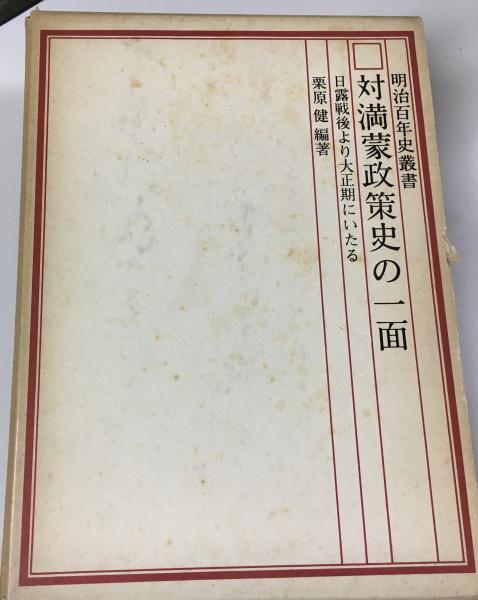 明治百年史叢書
対満蒙政策史の一面
日露戦後より大正期にいたる
栗原健編著